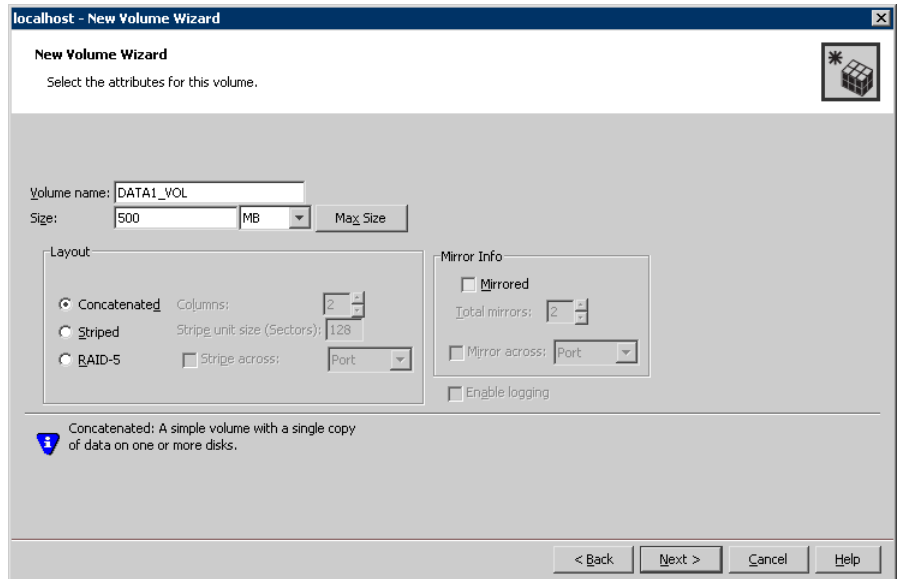 localhost - New Volume Wizard
New Volume Wizard
Select the attributes for this volume.
Volume name: DATA1_VOL
Size: 500 MB Max Size
Layout
Concatenated Columns: 2
Striped Stripe unit size (Sectors): 128
RAID-5 Stripe across: Port
Mirror Info
Mirrored
Total mirrors: 2
Mirror across: Port
Enable logging
Concatenated: A simple volume with a single copy
of data on one or more disks.
< Back Next > Cancel Help